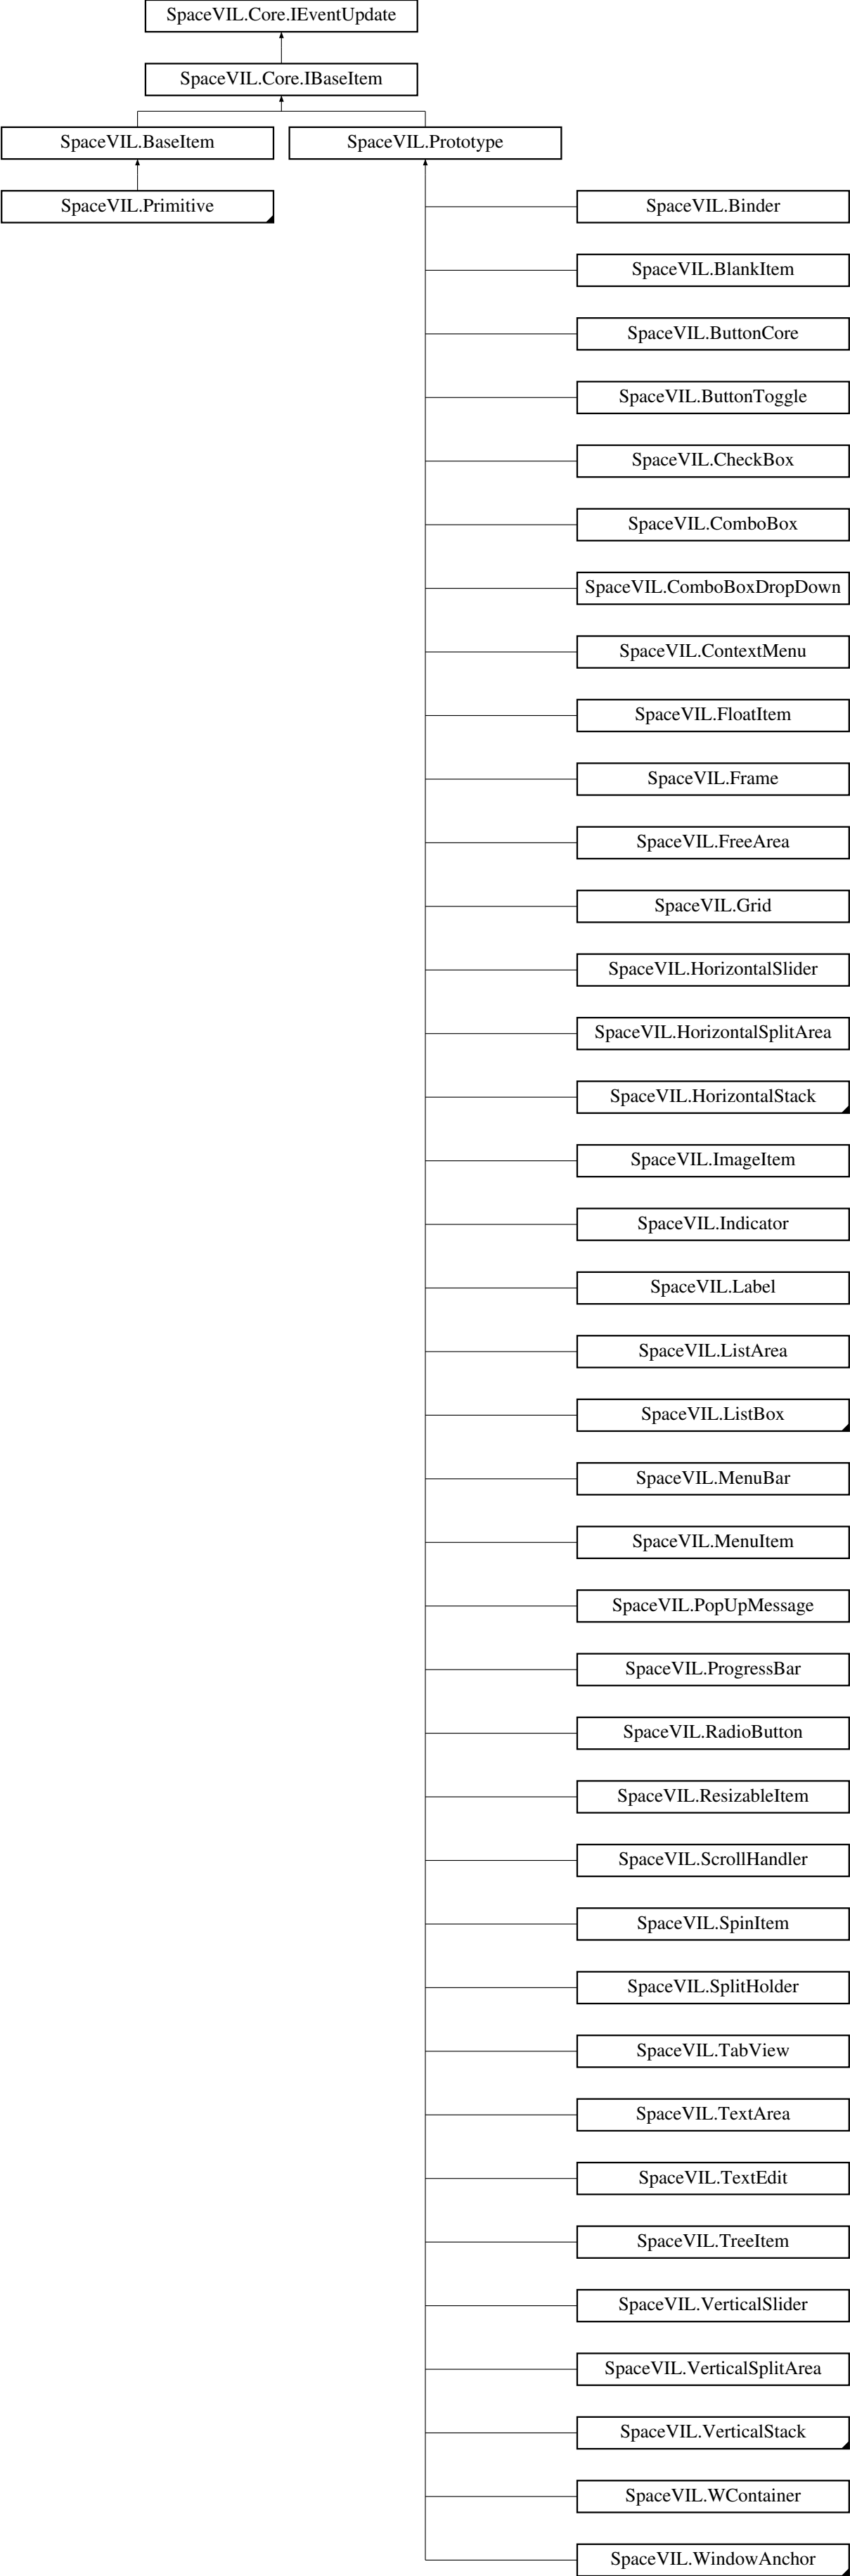 SpaceVIL.Core.IEventUpdate
SpaceVIL.Core.IBaseItem
SpaceVIL.BaseItem
SpaceVIL.Prototype
SpaceVIL.Primitive
SpaceVIL.Binder
SpaceVIL.BlankItem
SpaceVIL.ButtonCore
SpaceVIL.ButtonToggle
SpaceVIL.CheckBox
SpaceVIL.ComboBox
SpaceVIL.ComboBoxDropDown
SpaceVIL.ContextMenu
SpaceVIL.FloatItem
SpaceVIL.Frame
SpaceVIL.FreeArea
SpaceVIL.Grid
SpaceVIL.HorizontalSlider
SpaceVIL.HorizontalSplitArea
SpaceVIL.HorizontalStack
SpaceVIL.ImageItem
SpaceVIL.Indicator
SpaceVIL.Label
SpaceVIL.ListArea
SpaceVIL.ListBox
SpaceVIL.MenuBar
SpaceVIL.MenuItem
SpaceVIL.PopUpMessage
SpaceVIL.ProgressBar
SpaceVIL.RadioButton
SpaceVIL.ResizableItem
SpaceVIL.ScrollHandler
SpaceVIL.SpinItem
SpaceVIL.SplitHolder
SpaceVIL.TabView
SpaceVIL.TextArea
SpaceVIL.TextEdit
SpaceVIL.TreeItem
SpaceVIL.VerticalSlider
SpaceVIL.VerticalSplitArea
SpaceVIL.VerticalStack
SpaceVIL.WContainer
SpaceVIL.WindowAnchor